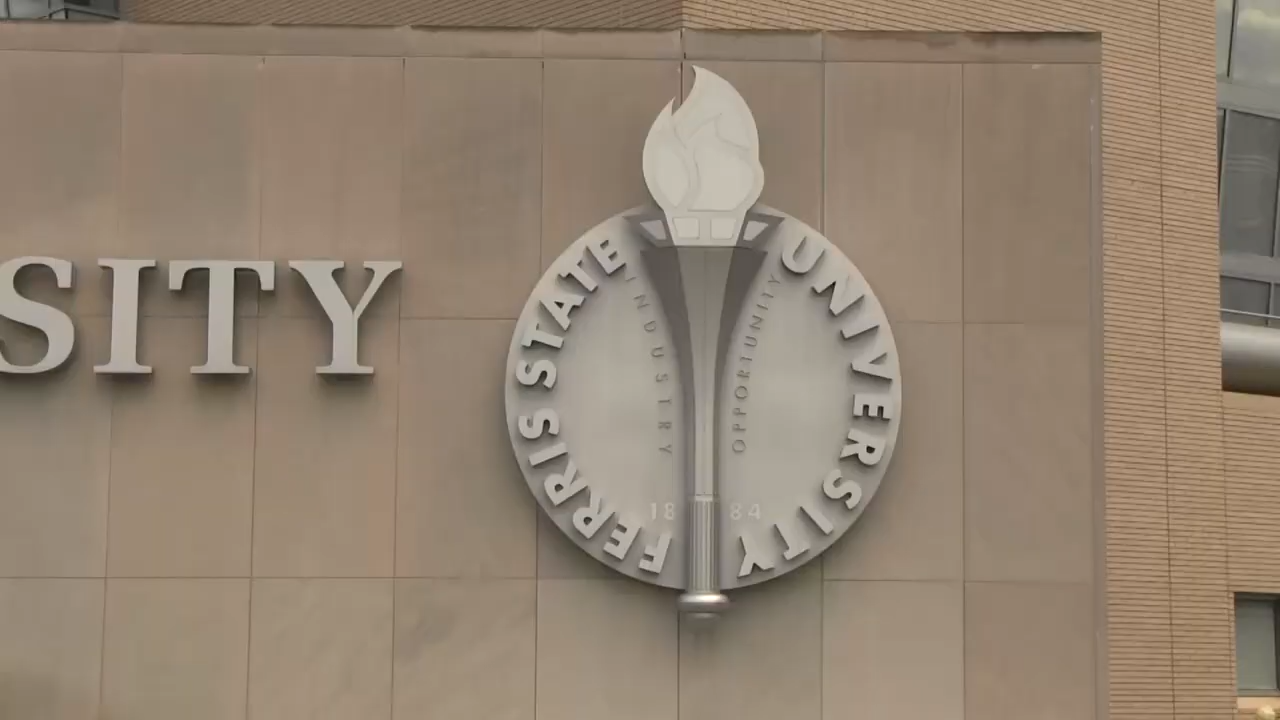 SITY
FERRIS STATE UNIVERSITY
INDUSTRY
OPPORTUNITY
18 84